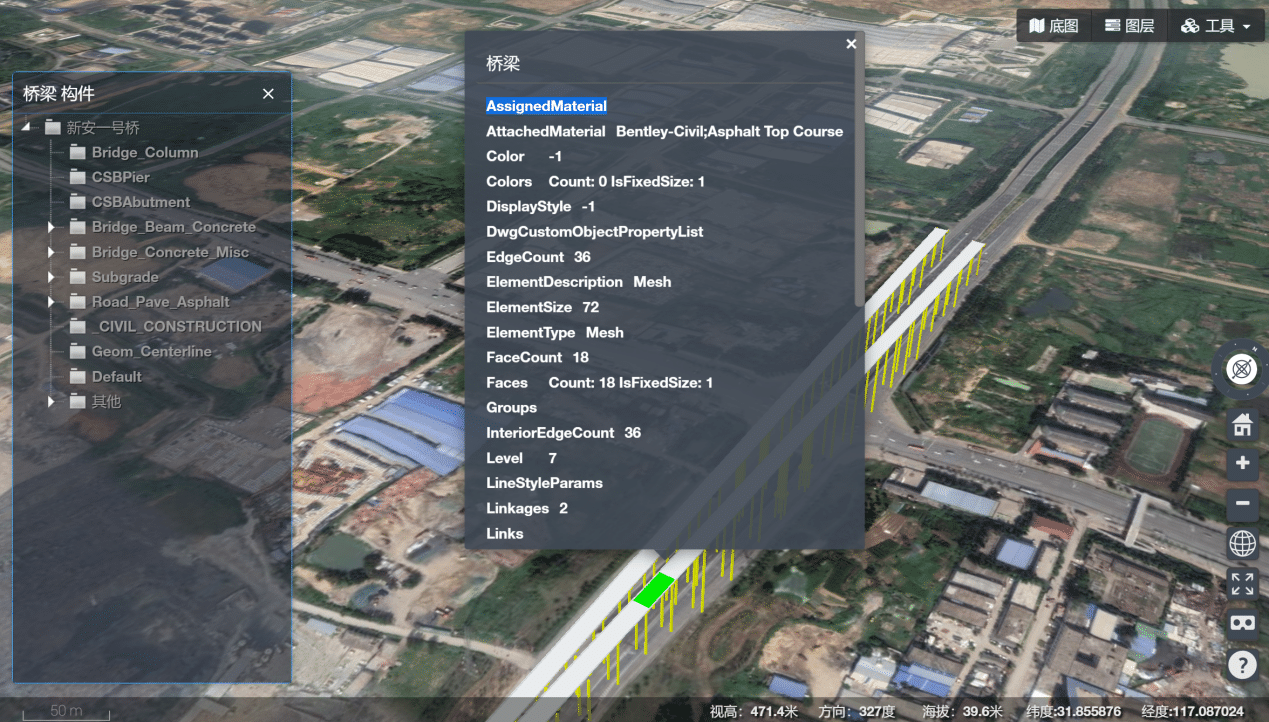 底图
图层
工具
桥梁 构件
新安一号桥
Bridge_Column
CSBPier
CSBAbutment
Bridge_Beam_Concrete
Bridge_Concrete_Misc
Subgrade
Road_Pave_Asphalt
_CIVIL_CONSTRUCTION
Geom_Centerline
Default
其他
桥梁
AssignedMaterial
AttachedMaterial Bentley-Civil;Asphalt Top Course
Color -1
Colors Count: 0 IsFixedSize: 1
DisplayStyle -1
DwgCustomObjectPropertyList
EdgeCount 36
ElementDescription Mesh
ElementSize 72
ElementType Mesh
FaceCount 18
Faces Count: 18 IsFixedSize: 1
Groups
InteriorEdgeCount 36
Level 7
LineStyleParams
Linkages 2
Links
N
?
50 m
视高：471.4米 方向：327度 海拔：39.6米 纬度:31.855876 经度:117.087024